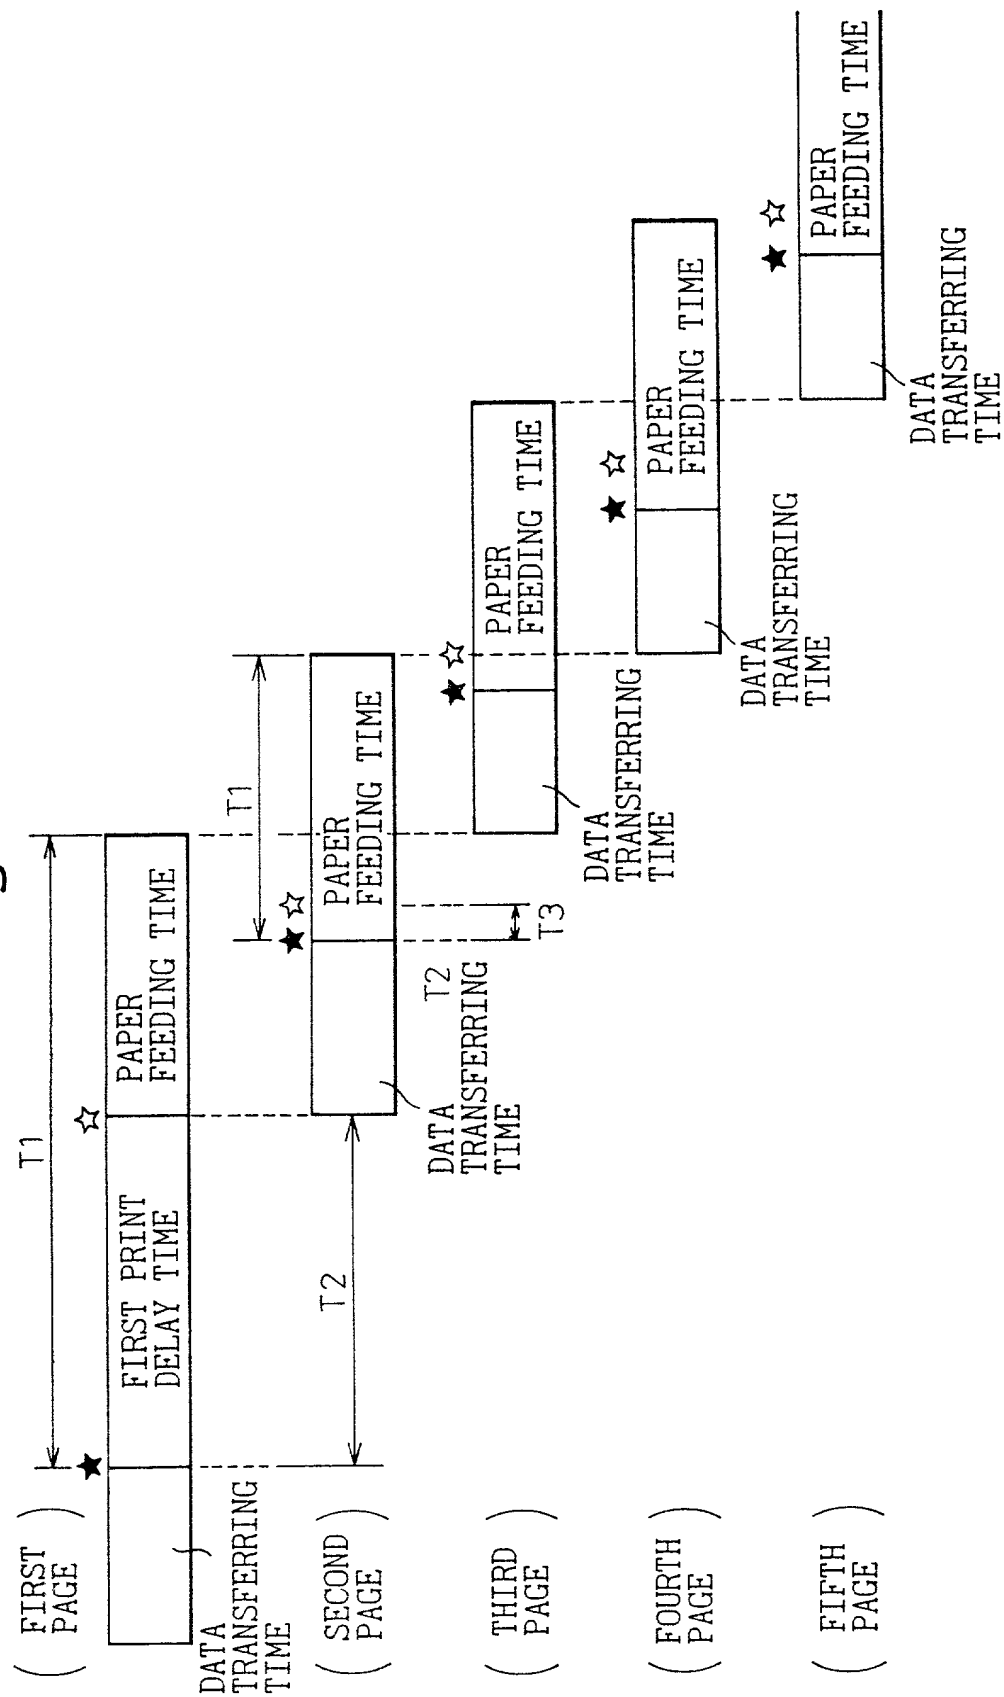 ( FIRST
PAGE )
T1
FIRST PRINT
DELAY TIME
PAPER
FEEDING TIME
DATA
TRANSFERRING
TIME
( SECOND
PAGE )
T2
T1
PAPER
FEEDING TIME
DATA
TRANSFERRING
TIME
T2
T3
( THIRD
PAGE )
PAPER
FEEDING TIME
DATA
TRANSFERRING
TIME
( FOURTH
PAGE )
PAPER
FEEDING TIME
DATA
TRANSFERRING
TIME
( FIFTH
PAGE )
PAPER
FEEDING TIME
DATA
TRANSFERRING
TIME